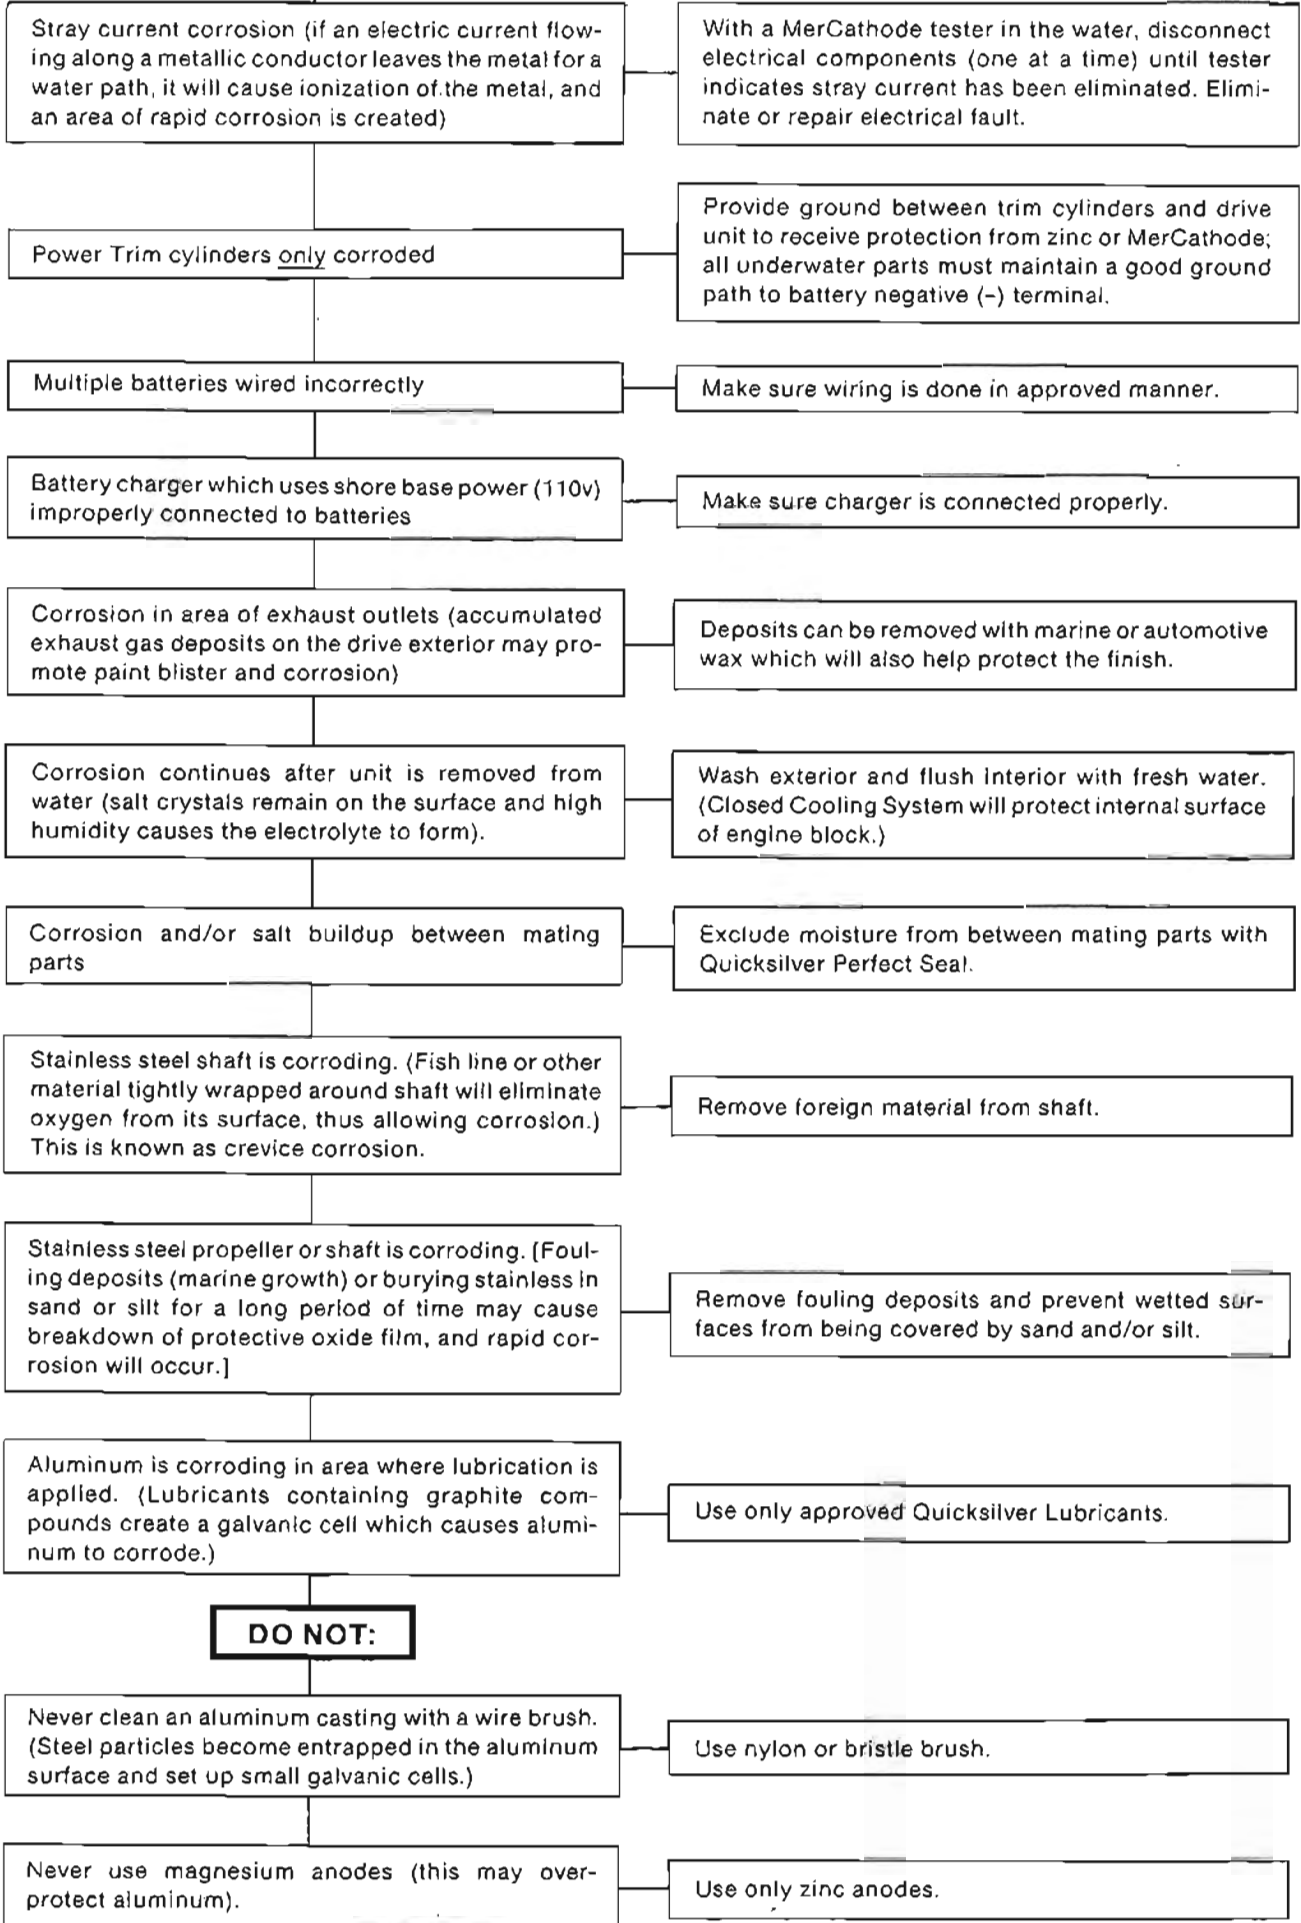 Stray current corrosion (if an electric current flow-
ing along a metallic conductor leaves the metal for a
water path, it will cause ionization of the metal, and
an area of rapid corrosion is created)
With a MerCathode tester in the water, disconnect
electrical components (one at a time) until tester
indicates stray current has been eliminated. Elimi-
nate or repair electrical fault.
Power Trim cylinders only corroded
Provide ground between trim cylinders and drive
unit to receive protection from zinc or MerCathode;
all underwater parts must maintain a good ground
path to battery negative (–) terminal.
Multiple batteries wired incorrectly
Make sure wiring is done in approved manner.
Battery charger which uses shore base power (110v)
improperly connected to batteries
Make sure charger is connected properly.
Corrosion in area of exhaust outlets (accumulated
exhaust gas deposits on the drive exterior may pro-
mote paint blister and corrosion)
Deposits can be removed with marine or automotive
wax which will also help protect the finish.
Corrosion continues after unit is removed from
water (salt crystals remain on the surface and high
humidity causes the electrolyte to form).
Wash exterior and flush interior with fresh water.
(Closed Cooling System will protect internal surface
of engine block.)
Corrosion and/or salt buildup between mating
parts
Exclude moisture from between mating parts with
Quicksilver Perfect Seal.
Stainless steel shaft is corroding. (Fish line or other
material tightly wrapped around shaft will eliminate
oxygen from its surface, thus allowing corrosion.)
This is known as crevice corrosion.
Remove foreign material from shaft.
Stainless steel propeller or shaft is corroding. [Foul-
ing deposits (marine growth) or burying stainless in
sand or silt for a long period of time may cause
breakdown of protective oxide film, and rapid cor-
rosion will occur.]
Remove fouling deposits and prevent wetted sur-
faces from being covered by sand and/or silt.
Aluminum is corroding in area where lubrication is
applied. (Lubricants containing graphite com-
pounds create a galvanic cell which causes alumi-
num to corrode.)
Use only approved Quicksilver Lubricants.
DO NOT:
Never clean an aluminum casting with a wire brush.
(Steel particles become entrapped in the aluminum
surface and set up small galvanic cells.)
Use nylon or bristle brush.
Never use magnesium anodes (this may over-
protect aluminum).
Use only zinc anodes.